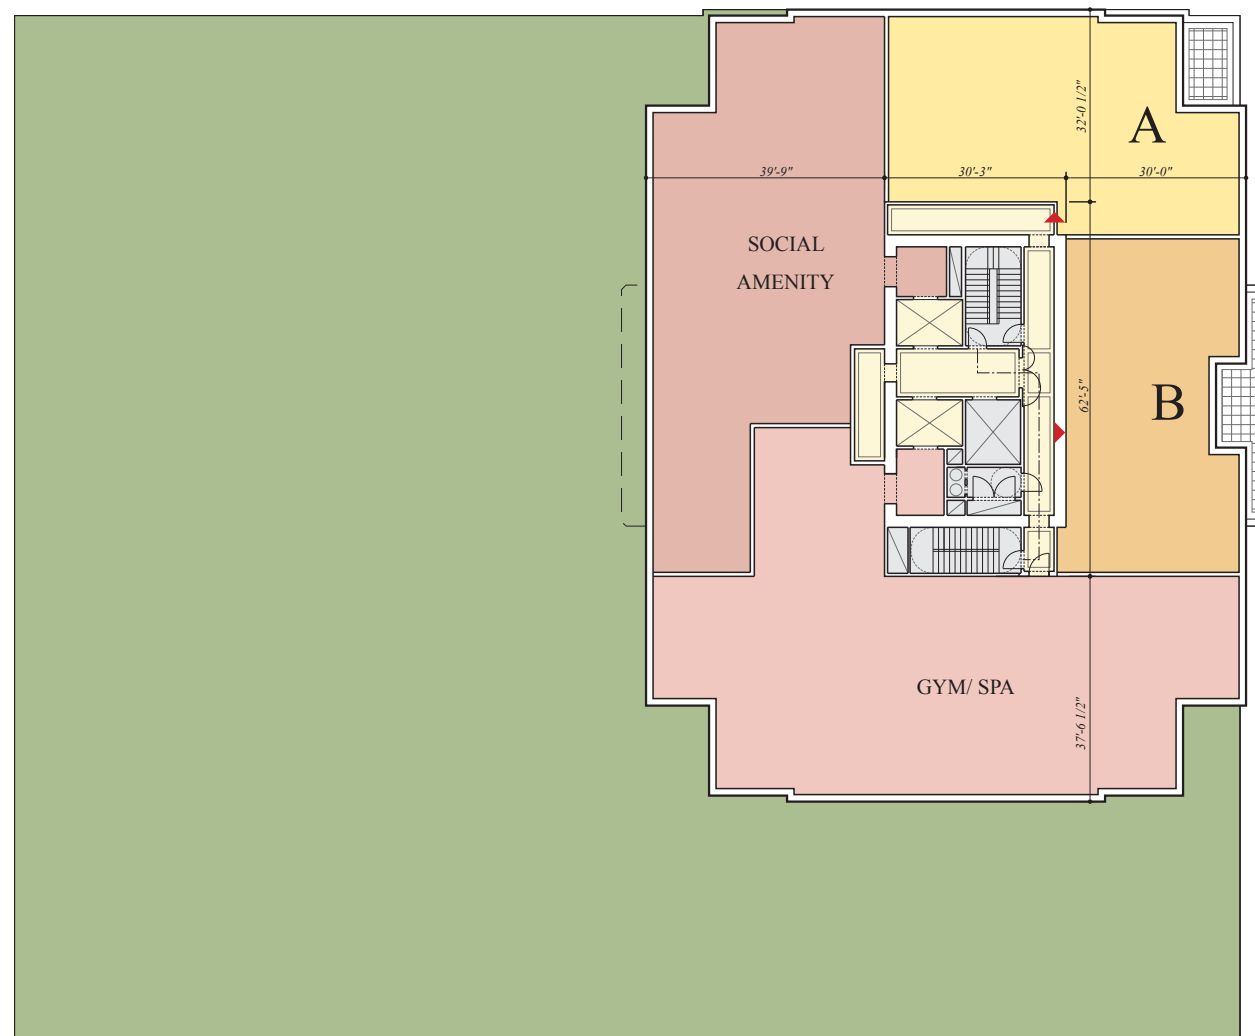 32'-0 1/2"
A
39'-9"
30'-3"
30'-0"
SOCIAL
AMENITY
62'-5"
B
GYM/ SPA
37'-6 1/2"